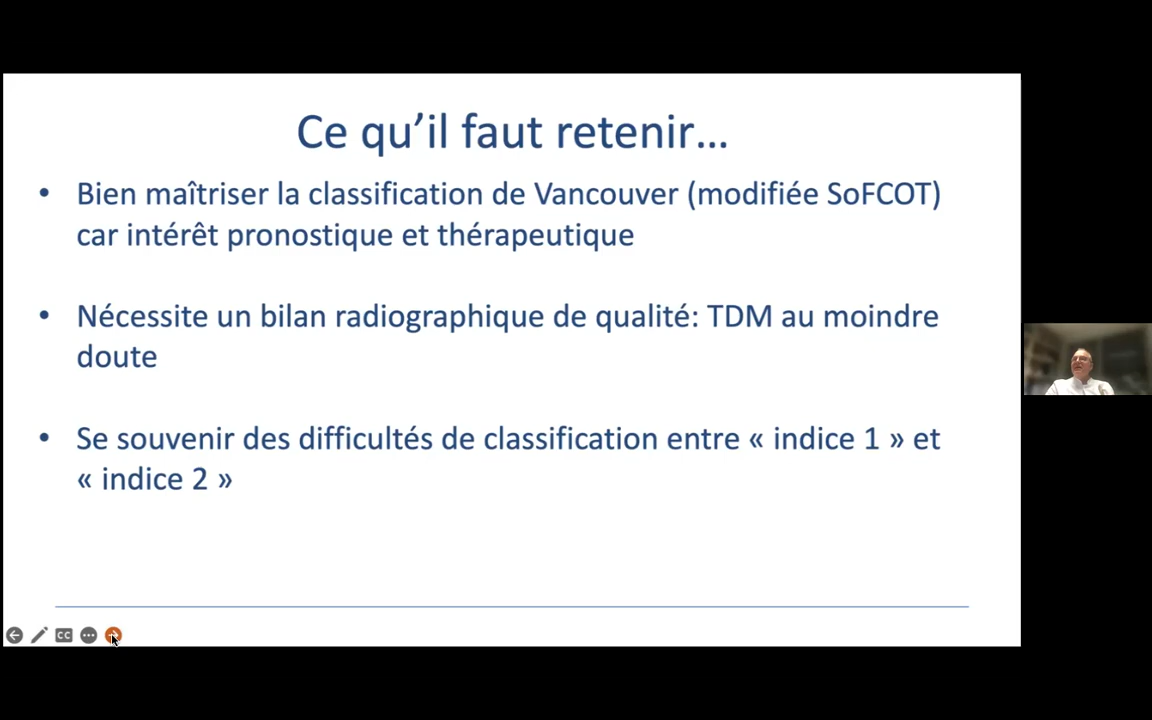 Ce qu’il faut retenir…
• Bien maîtriser la classification de Vancouver (modifiée SoFCOT)
car intérêt pronostique et thérapeutique
• Nécessite un bilan radiographique de qualité: TDM au moindre
doute
• Se souvenir des difficultés de classification entre « indice 1 » et
« indice 2 »
CC